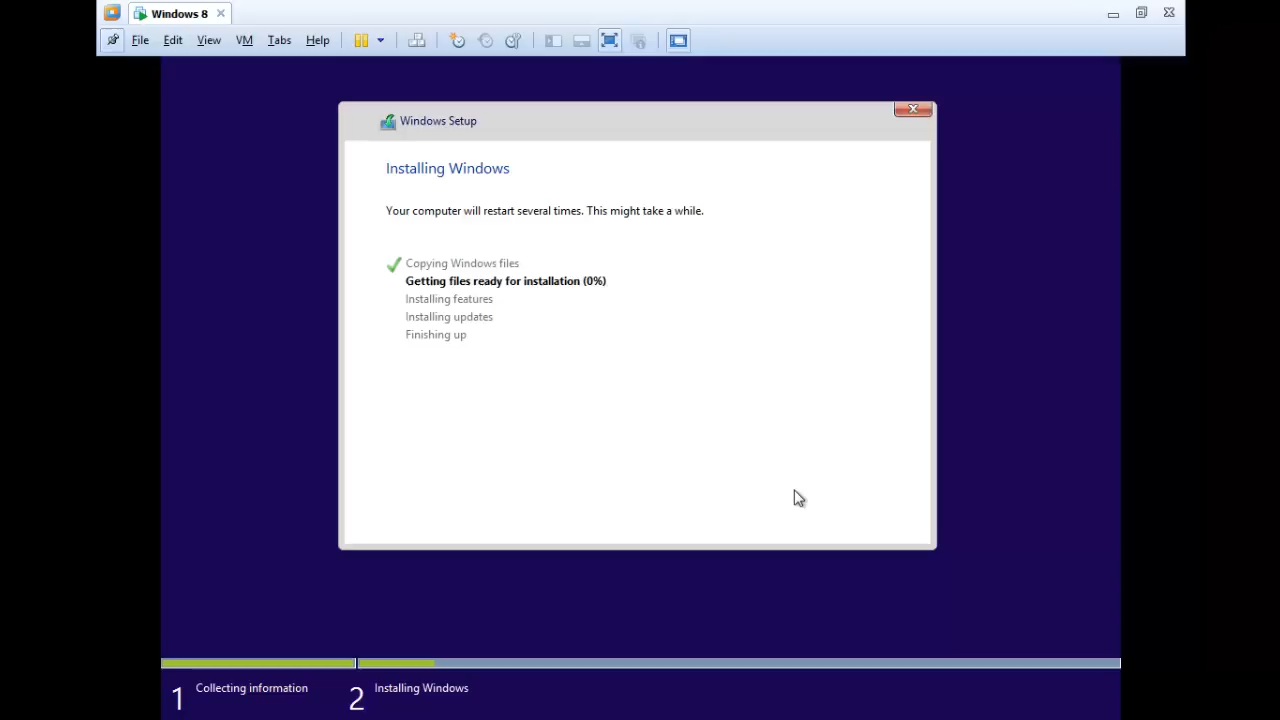 Windows 8
File Edit View VM Tabs Help
Windows Setup
Installing Windows
Your computer will restart several times. This might take a while.
Copying Windows files
Getting files ready for installation (0%)
Installing features
Installing updates
Finishing up
1 Collecting information 2 Installing Windows